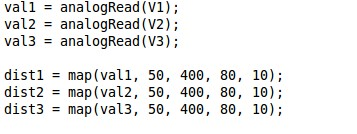 val1 = analogRead(V1);
val2 = analogRead(V2);
val3 = analogRead(V3);

dist1 = map(val1, 50, 400, 80, 10);
dist2 = map(val2, 50, 400, 80, 10);
dist3 = map(val3, 50, 400, 80, 10);